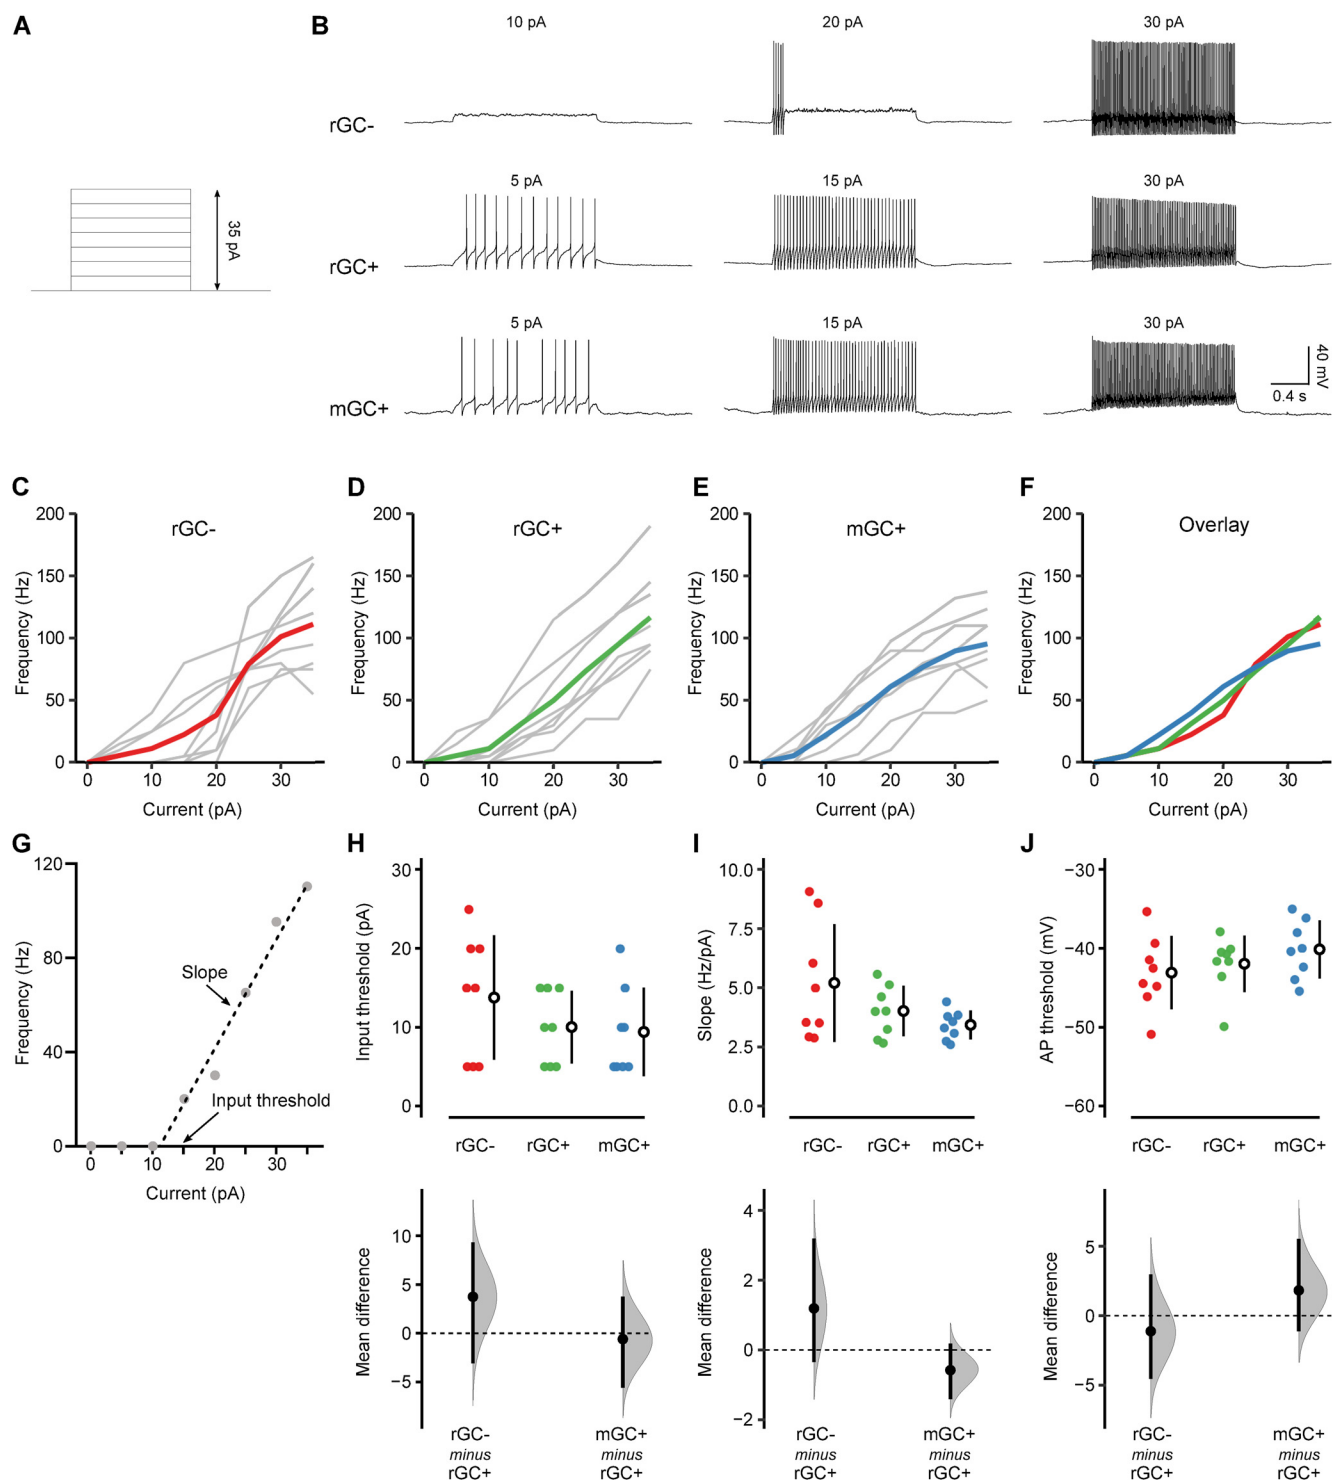 A
35 pA
B
10 pA
20 pA
30 pA
rGC-
5 pA
15 pA
30 pA
rGC+
5 pA
15 pA
30 pA
mGC+
40 mV
0.4 s
C
rGC-
Frequency (Hz)
200
150
100
50
0
0 10 20 30
Current (pA)
D
rGC+
Frequency (Hz)
200
150
100
50
0
0 10 20 30
Current (pA)
E
mGC+
Frequency (Hz)
200
150
100
50
0
0 10 20 30
Current (pA)
F
Overlay
Frequency (Hz)
200
150
100
50
0
0 10 20 30
Current (pA)
G
Frequency (Hz)
120
80
40
0
Slope
Input threshold
0 10 20 30
Current (pA)
H
Input threshold (pA)
30
20
10
0
rGC- rGC+ mGC+
Mean difference
10
5
0
−5
rGC- mGC+
minus minus
rGC+ rGC+
I
Slope (Hz/pA)
10.0
7.5
5.0
2.5
0.0
rGC- rGC+ mGC+
Mean difference
4
2
0
−2
rGC- mGC+
minus minus
rGC+ rGC+
J
AP threshold (mV)
−30
−40
−50
−60
rGC- rGC+ mGC+
Mean difference
5
0
−5
rGC- mGC+
minus minus
rGC+ rGC+